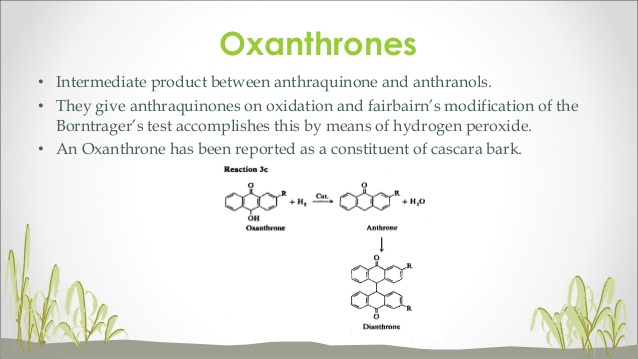 Oxanthrones
• Intermediate product between anthraquinone and anthranols.
• They give anthraquinones on oxidation and fairbairn's modification of the
Borntrager's test accomplishes this by means of hydrogen peroxide.
• An Oxanthrone has been reported as a constituent of cascara bark.
Reaction 3c
O
R
+ H₂
Cat.
O
R
+ H₂O
OH
Oxanthrone
Anthrone
O
R
R
O
Dianthrone